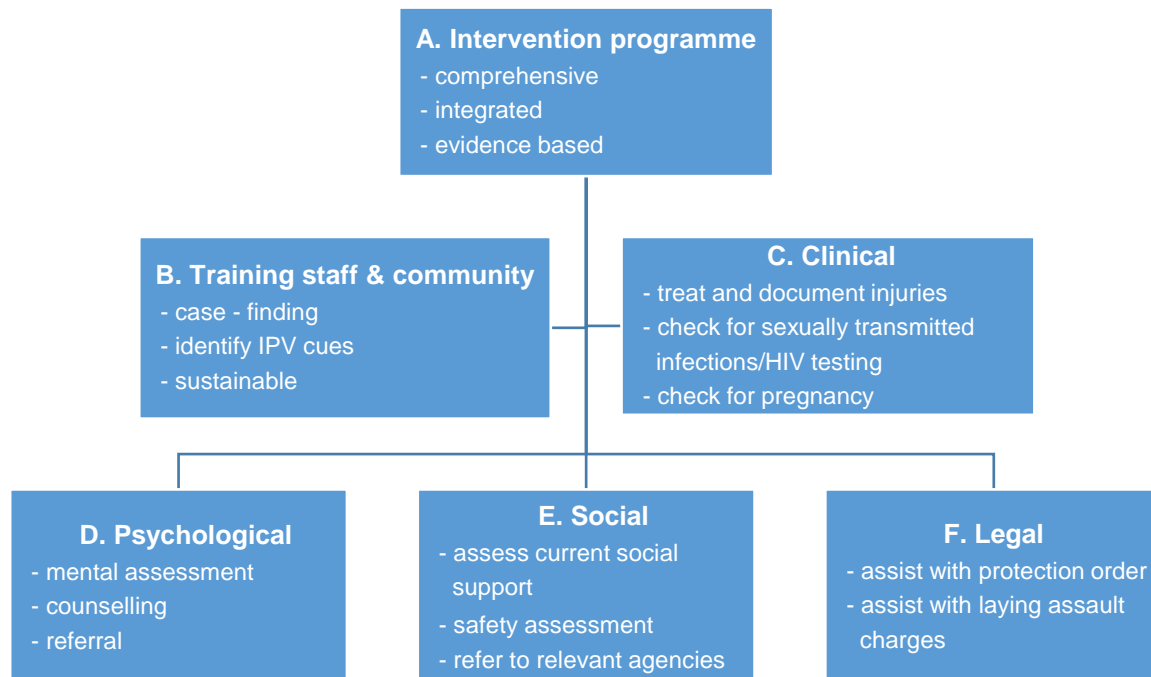 A. Intervention programme
- comprehensive
- integrated
- evidence based
B. Training staff & community
- case - finding
- identify IPV cues
- sustainable
C. Clinical
- treat and document injuries
- check for sexually transmitted
infections/HIV testing
- check for pregnancy
D. Psychological
- mental assessment
- counselling
- referral
E. Social
- assess current social
support
- safety assessment
- refer to relevant agencies
F. Legal
- assist with protection order
- assist with laying assault
charges